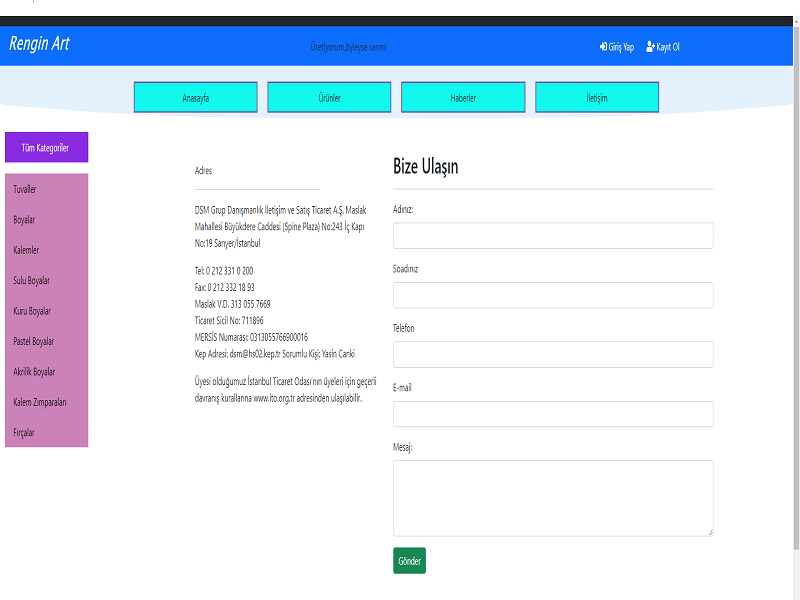 Rengin Art
Üretiyorum,öyleyse varım!
Giriş Yap
Kayıt Ol
Anasayfa
Ürünler
Haberler
İletişim
Tüm Kategoriler
Tuvaller
Boyalar
Kalemler
Sulu Boyalar
Kuru Boyalar
Pastel Boyalar
Akrilik Boyalar
Kalem Zımparaları
Fırçalar
Adres
DSM Grup Danışmanlık İletişim ve Satış Ticaret A.Ş. Maslak
Mahallesi Büyükdere Caddesi (Spine Plaza) No:243 İç Kapı
No:19 Sarıyer/İstanbul
Tel: 0 212 331 0 200
Fax: 0 212 332 18 93
Maslak V.D. 313 055 7669
Ticaret Sicil No: 711896
MERSİS Numarası: 0313055766900016
Kep Adresi: dsm@hs02.kep.tr Sorumlu Kişi: Yasin Canki
Üyesi olduğumuz İstanbul Ticaret Odası'nın üyeleri için geçerli
davranış kurallarına www.ito.org.tr adresinden ulaşılabilir.
Bize Ulaşın
Adınız:
Soadınız
Telefon
E-mail
Mesaj:
Gönder